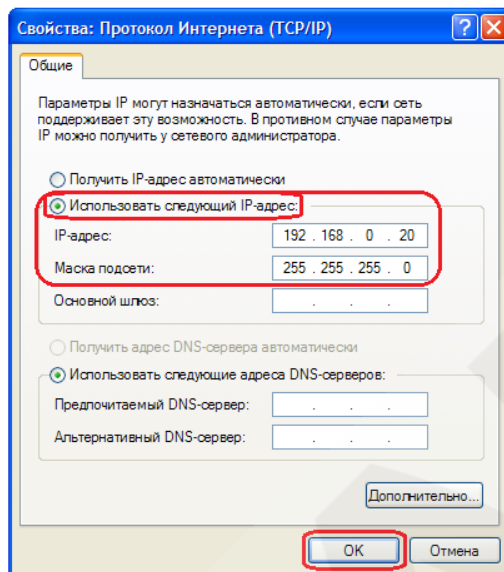 Свойства: Протокол Интернета (TCP/IP)
Общие
Параметры IP могут назначаться автоматически, если сеть
поддерживает эту возможность. В противном случае параметры
IP можно получить у сетевого администратора.
Получить IP-адрес автоматически
Использовать следующий IP-адрес:
IP-адрес: 192 . 168 . 0 . 20
Маска подсети: 255 . 255 . 255 . 0
Основной шлюз: . . .
Получить адрес DNS-сервера автоматически
Использовать следующие адреса DNS-серверов:
Предпочитаемый DNS-сервер: . . .
Альтернативный DNS-сервер: . . .
Дополнительно...
OK Отмена